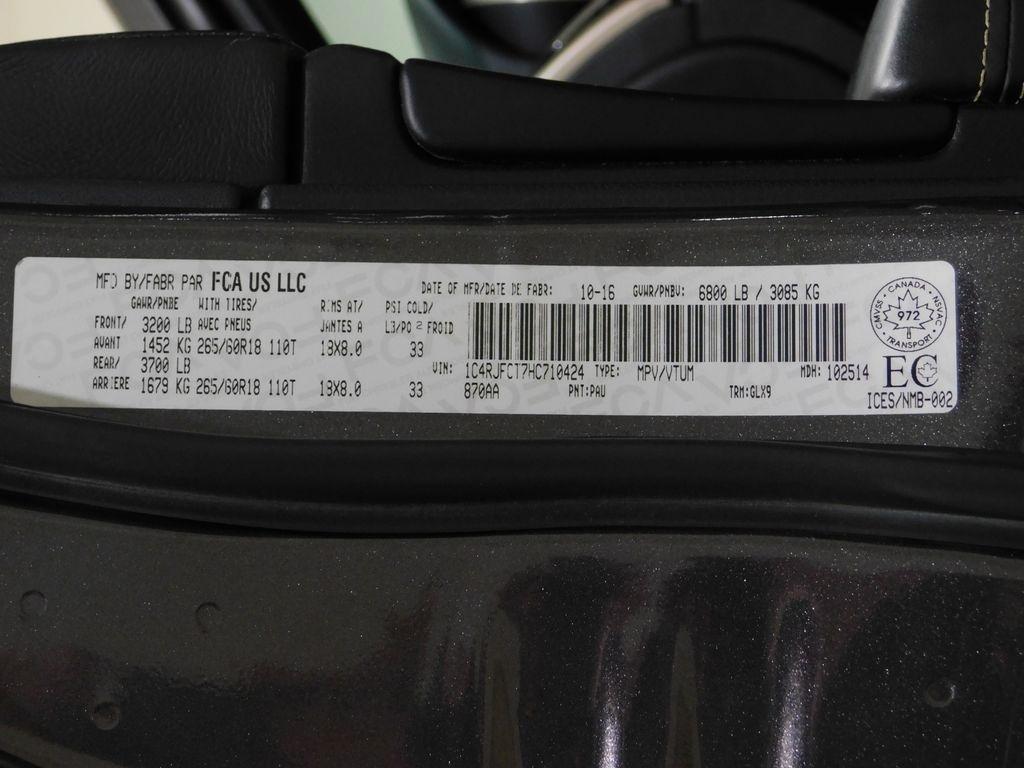 MFD BY/FABR PAR FCA US LLC DATE OF MFR/DATE DE FABR: 10-16 GVWR/PNBV: 6800 LB / 3085 KG
GAWR/PNBE WITH TIRES/ RIMS AT/ PSI COLD/
FRONT/ 3200 LB AVEC PNEUS JANTES A L3/PO 2 FROID
AVANT 1452 KG 265/60R18 110T 18X8.0 33
REAR/ 3700 LB VIN: 1C4RJFCT7HC710424 TYPE: MPV/VTUM MDH: 102514
ARRIERE 1679 KG 265/60R18 110T 18X8.0 33 870AA PNT:PAU TRM:GLX9
CANADA
CMVSS 972 NSVAC
TRANSPORT
EC
ICES/NMB-002